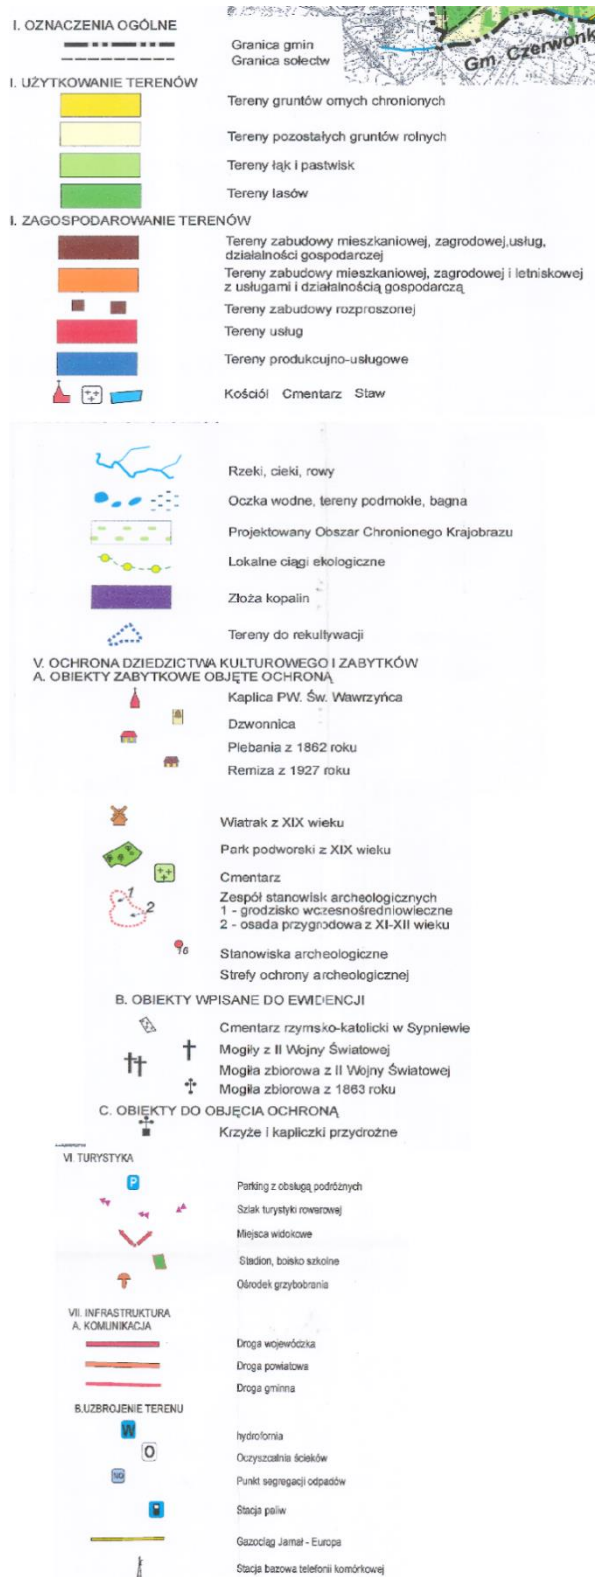 I. OZNACZENIA OGÓLNE
Gm. Czerwonk
Granica gmin
Granica sołectw
I. UŻYTKOWANIE TERENÓW
Tereny gruntów ornych chronionych
Tereny pozostałych gruntów rolnych
Tereny łąk i pastwisk
Tereny lasów
I. ZAGOSPODAROWANIE TERENÓW
Tereny zabudowy mieszkaniowej, zagrodowej,usług,
działalności gospodarczej
Tereny zabudowy mieszkaniowej, zagrodowej i letniskowej
z usługami i działalnością gospodarczą
Tereny zabudowy rozproszonej
Tereny usług
Tereny produkcujno-usługowe
Kościół Cmentarz Staw
Rzeki, cieki, rowy
Oczka wodne, tereny podmokłe, bagna
Projektowany Obszar Chronionego Krajobrazu
Lokalne ciągi ekologiczne
Złoża kopalin
Tereny do rekultywacji
V. OCHRONA DZIEDZICTWA KULTUROWEGO I ZABYTKÓW
A. OBIEKTY ZABYTKOWE OBJĘTE OCHRONĄ
Kaplica PW. Św. Wawrzyńca
Dzwonnica
Plebania z 1862 roku
Remiza z 1927 roku
Wiatrak z XIX wieku
Park podworski z XIX wieku
Cmentarz
Zespół stanowisk archeologicznych
1 1 - grodzisko wczesnośredniowieczne
2 2 - osada przygrodowa z XI-XII wieku
16 Stanowiska archeologiczne
Strefy ochrony archeologicznej
B. OBIEKTY WPISANE DO EWIDENCJI
Cmentarz rzymsko-katolicki w Sypniewie
Mogiły z II Wojny Światowej
Mogiła zbiorowa z II Wojny Światowej
Mogiła zbiorowa z 1863 roku
C. OBIEKTY DO OBJĘCIA OCHRONĄ
Krzyże i kapliczki przydrożne
VI. TURYSTYKA
P Parking z obsługą podróżnych
Szlak turystyki rowerowej
Miejsca widokowe
Stadion, boisko szkolne
Ośrodek grzybobrania
VII. INFRASTRUKTURA
A. KOMUNIKACJA
Droga wojewódzka
Droga powiatowa
Droga gminna
B.UZBROJENIE TERENU
W hydrofornia
O Oczyszczalnia ścieków
Punkt segregacji odpadów
Stacja paliw
Gazociąg Jamał - Europa
Stacja bazowa telefonii komórkowej